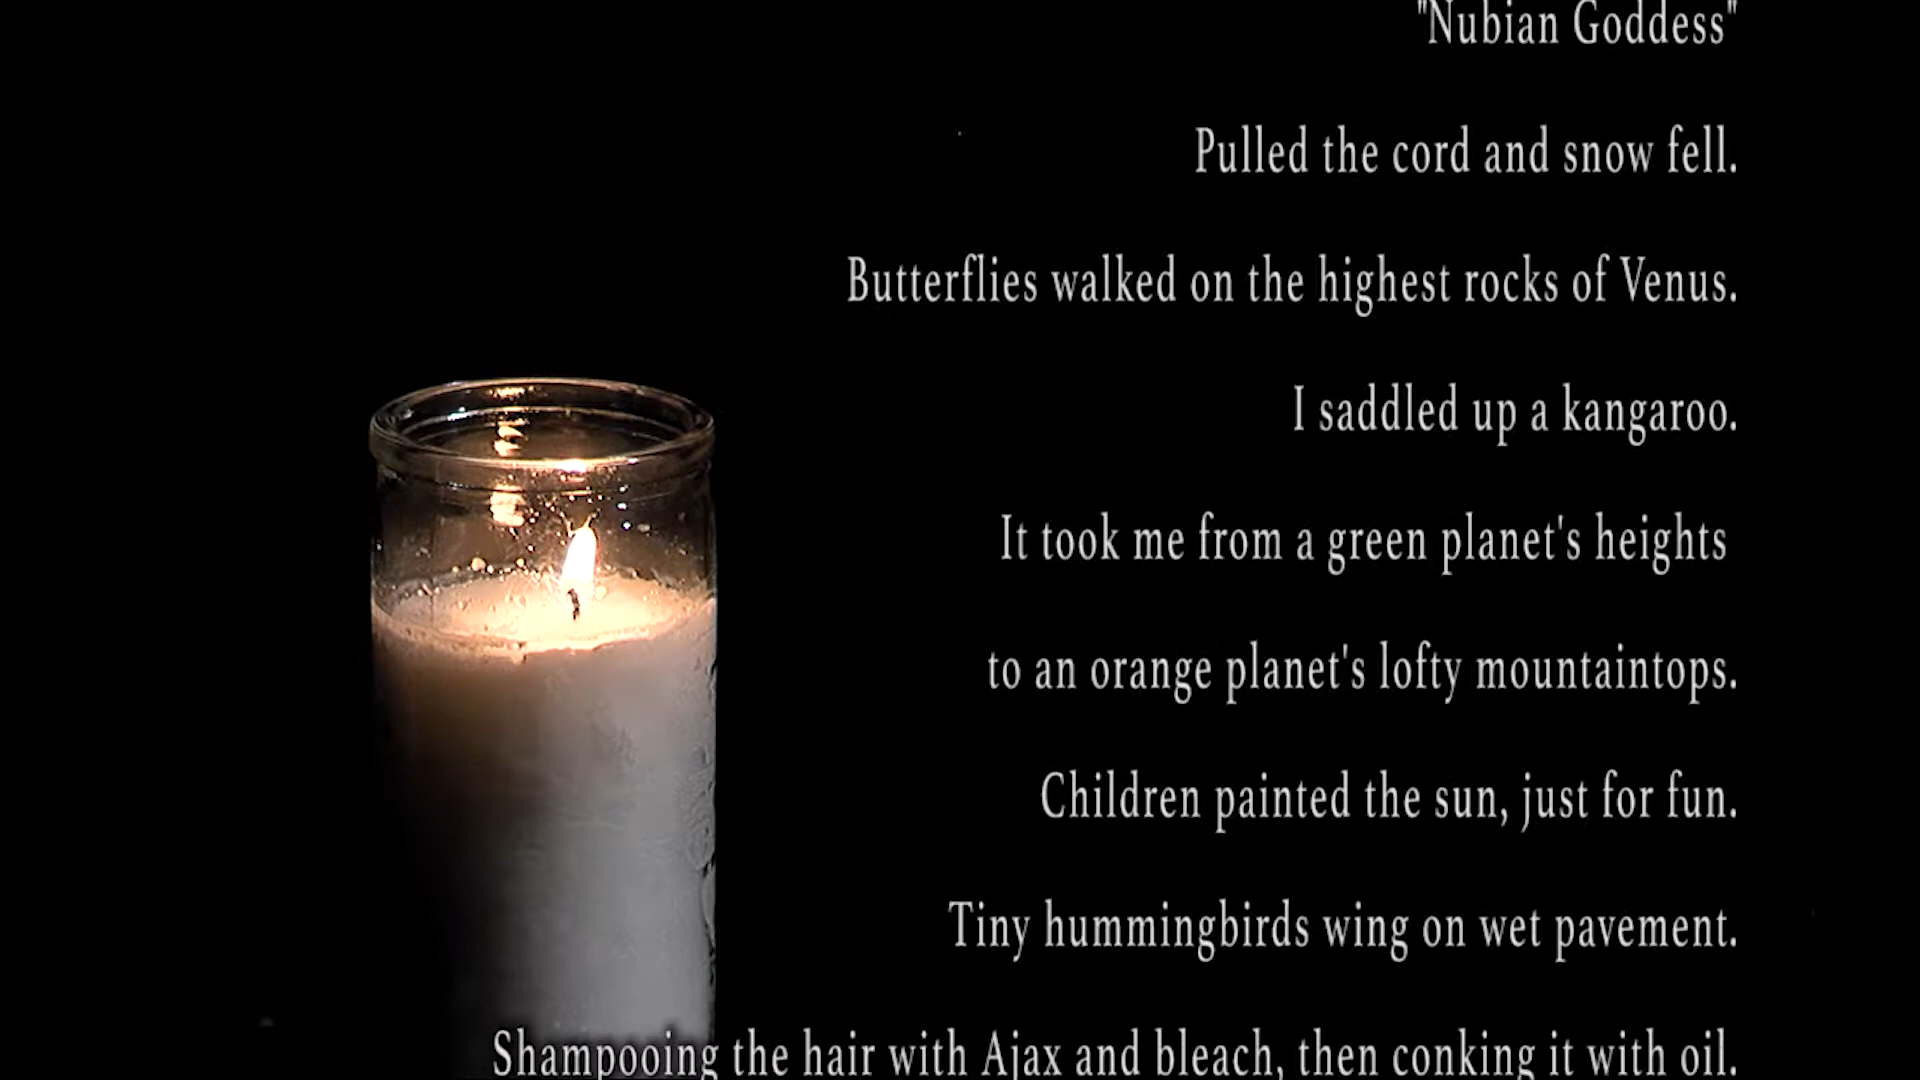 "Nubian Goddess"
Pulled the cord and snow fell.
Butterflies walked on the highest rocks of Venus.
I saddled up a kangaroo.
It took me from a green planet's heights
to an orange planet's lofty mountaintops.
Children painted the sun, just for fun.
Tiny hummingbirds wing on wet pavement.
Shampooing the hair with Ajax and bleach, then conking it with oil.